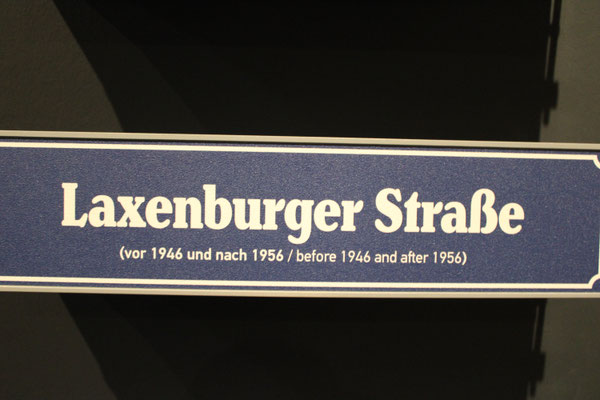 Laxenburger Straße
(vor 1946 und nach 1956 / before 1946 and after 1956)